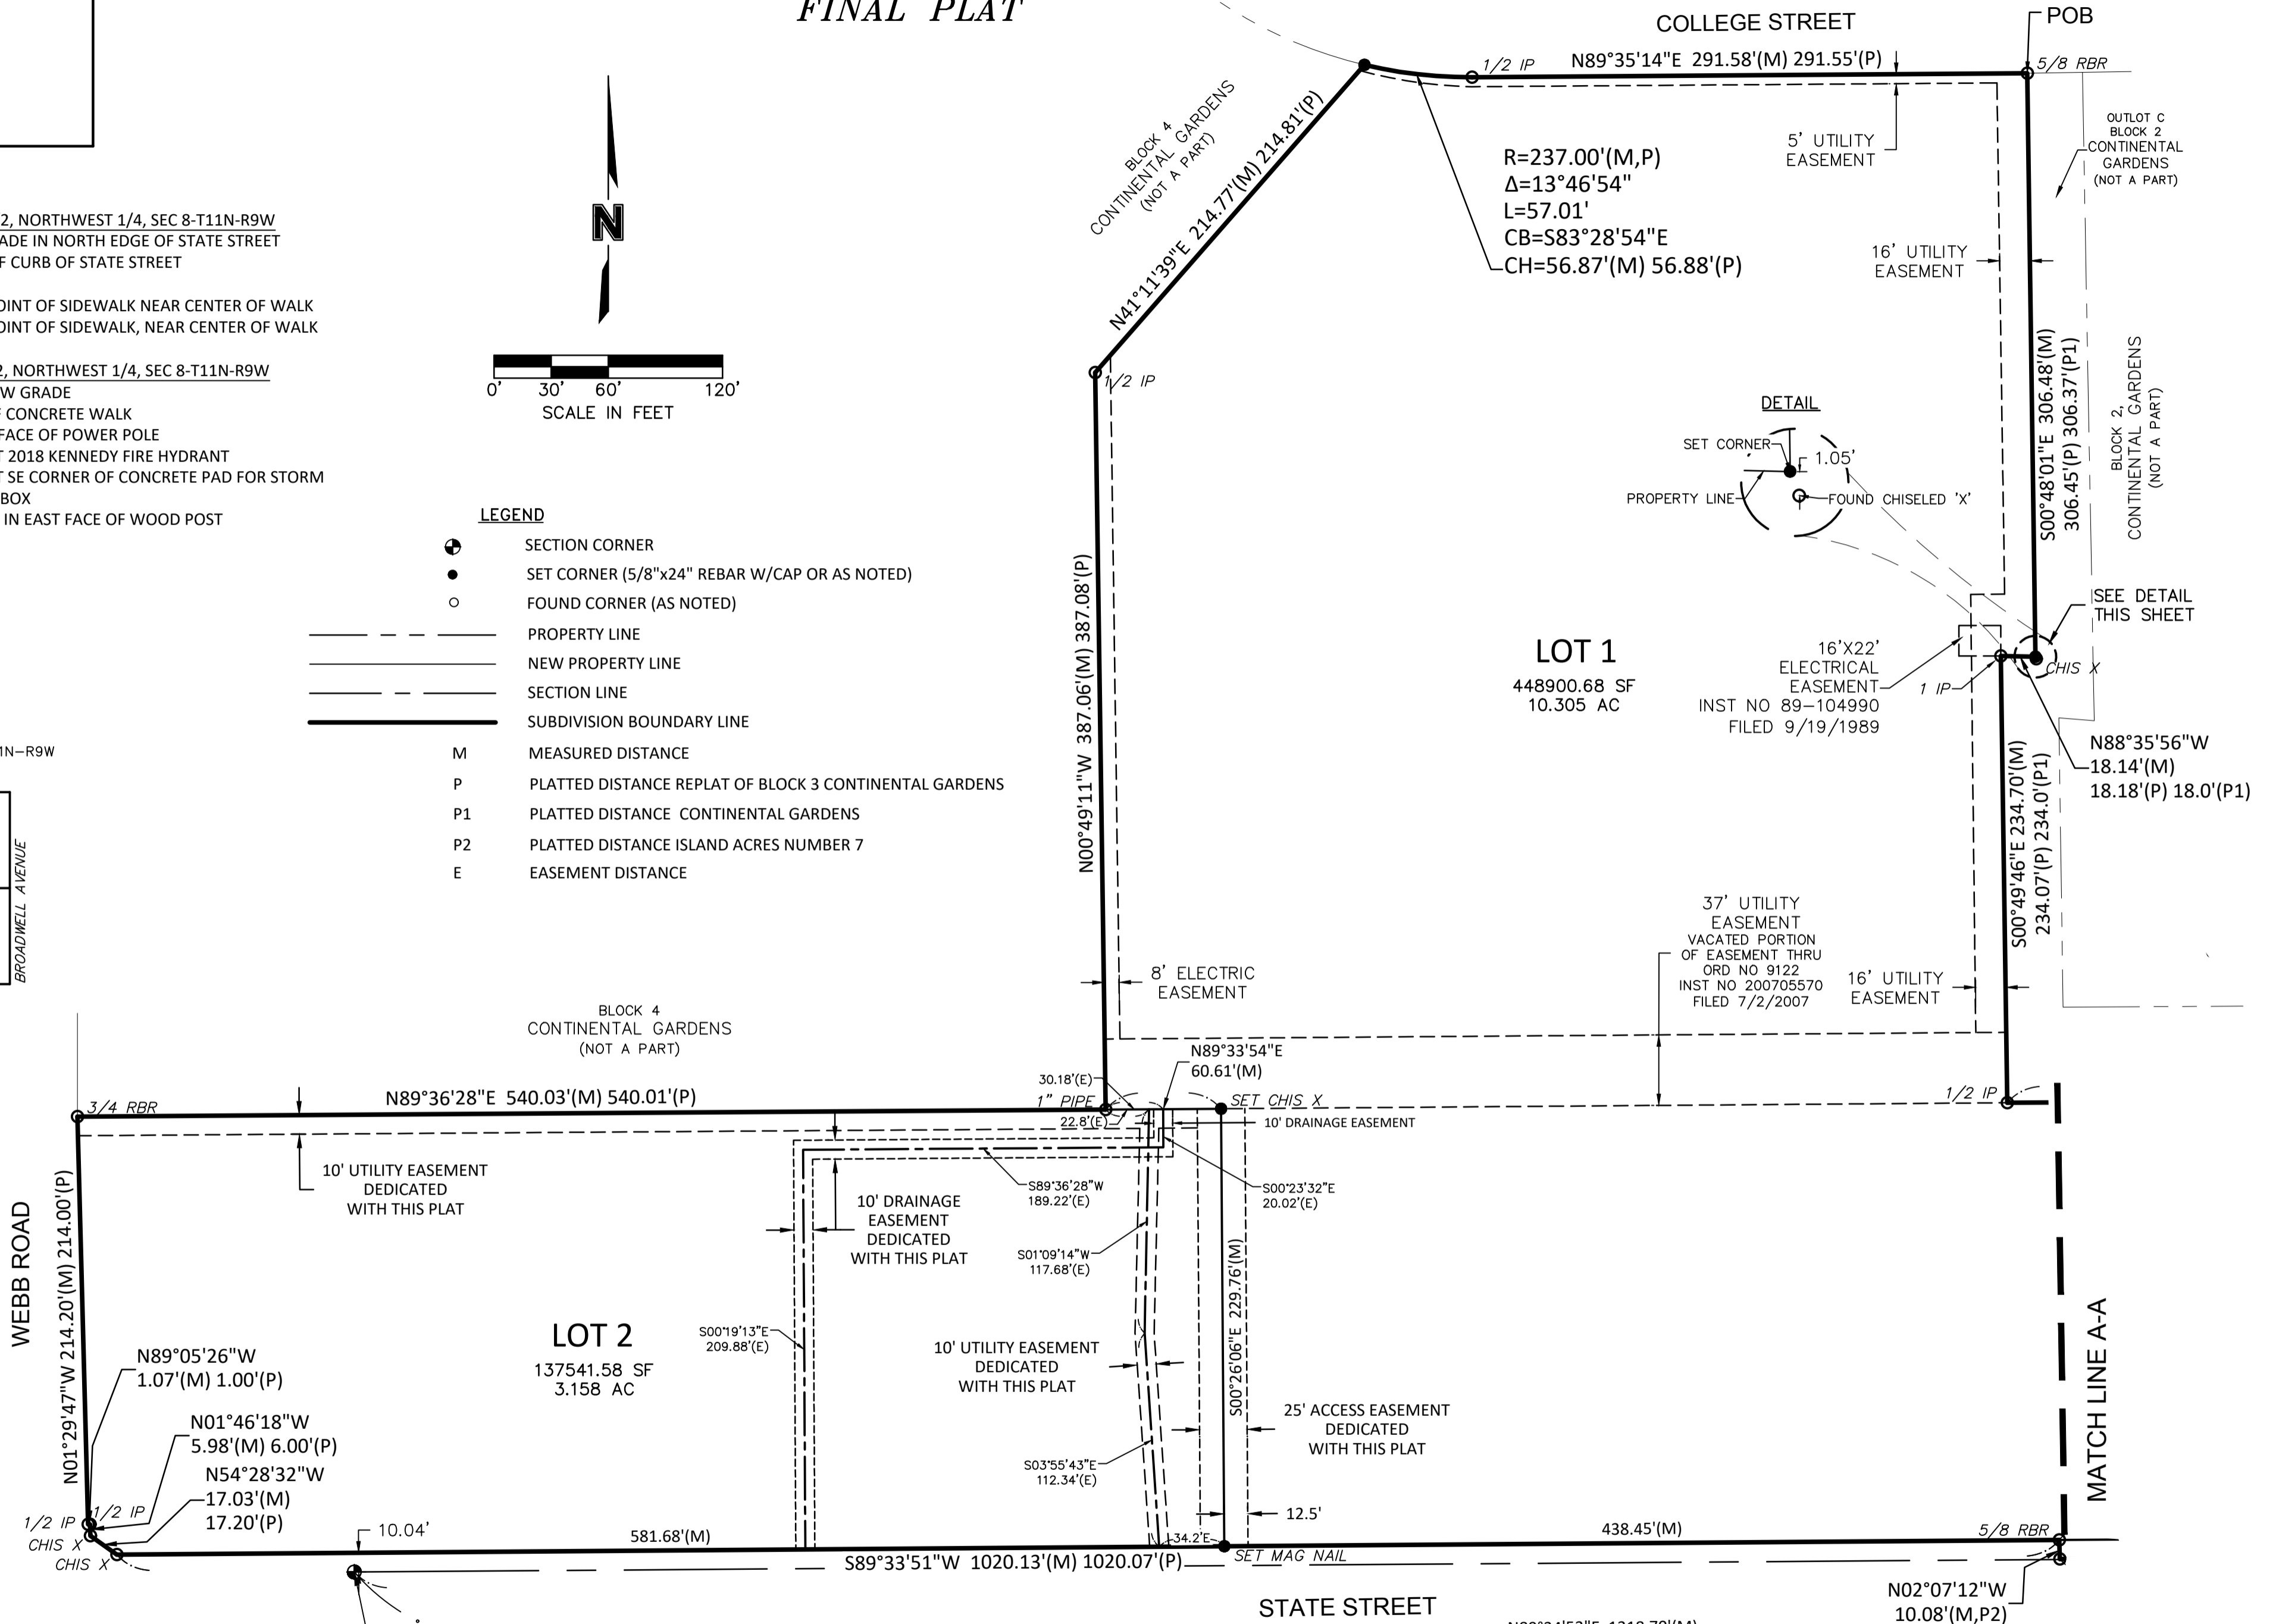 FINAL PLAT
COLLEGE STREET
POB
1/2 IP
N89°35'14"E 291.58'(M) 291.55'(P)
5/8 RBR
OUTLOT C
BLOCK 2
CONTINENTAL
GARDENS
(NOT A PART)
5' UTILITY
EASEMENT
BLOCK 4
CONTINENTAL GARDENS
(NOT A PART)
N41°11'39"E 214.77'(M) 214.81'(P)
R=237.00'(M,P)
Δ=13°46'54"
L=57.01'
CB=S83°28'54"E
CH=56.87'(M) 56.88'(P)
16' UTILITY
EASEMENT
2, NORTHWEST 1/4, SEC 8-T11N-R9W
ADE IN NORTH EDGE OF STATE STREET
F CURB OF STATE STREET
OINT OF SIDEWALK NEAR CENTER OF WALK
OINT OF SIDEWALK, NEAR CENTER OF WALK
2, NORTHWEST 1/4, SEC 8-T11N-R9W
W GRADE
F CONCRETE WALK
FACE OF POWER POLE
T 2018 KENNEDY FIRE HYDRANT
T SE CORNER OF CONCRETE PAD FOR STORM
BOX
IN EAST FACE OF WOOD POST
N
0' 30' 60' 120'
SCALE IN FEET
1/2 IP
S00°48'01"E 306.48'(M)
306.45'(P) 306.37'(P1)
BLOCK 2,
CONTINENTAL GARDENS
(NOT A PART)
DETAIL
SET CORNER
1.05'
PROPERTY LINE
FOUND CHISELED 'X'
LEGEND
SECTION CORNER
SET CORNER (5/8"x24" REBAR W/CAP OR AS NOTED)
FOUND CORNER (AS NOTED)
PROPERTY LINE
NEW PROPERTY LINE
SECTION LINE
SUBDIVISION BOUNDARY LINE
M MEASURED DISTANCE
P PLATTED DISTANCE REPLAT OF BLOCK 3 CONTINENTAL GARDENS
P1 PLATTED DISTANCE CONTINENTAL GARDENS
P2 PLATTED DISTANCE ISLAND ACRES NUMBER 7
E EASEMENT DISTANCE
1N-R9W
BROADWELL AVENUE
N00°49'11"W 387.06'(M) 387.08'(P)
LOT 1
448900.68 SF
10.305 AC
SEE DETAIL
THIS SHEET
16'X22'
ELECTRICAL
EASEMENT
INST NO 89-104990
FILED 9/19/1989
1 IP
CHIS X
N88°35'56"W
18.14'(M)
18.18'(P) 18.0'(P1)
S00°49'46"E 234.70'(M)
234.07'(P) 234.0'(P1)
37' UTILITY
EASEMENT
VACATED PORTION
OF EASEMENT THRU
ORD NO 9122
INST NO 200705570
FILED 7/2/2007
16' UTILITY
EASEMENT
8' ELECTRIC
EASEMENT
BLOCK 4
CONTINENTAL GARDENS
(NOT A PART)
N89°33'54"E
60.61'(M)
3/4 RBR
N89°36'28"E 540.03'(M) 540.01'(P)
30.18'(E)
1" PIPE
22.8'(E)
SET CHIS X
10' DRAINAGE EASEMENT
1/2 IP
10' UTILITY EASEMENT
DEDICATED
WITH THIS PLAT
10' DRAINAGE
EASEMENT
DEDICATED
WITH THIS PLAT
S89°36'28"W
189.22'(E)
S00°23'32"E
20.02'(E)
S01°09'14"W
117.68'(E)
WEBB ROAD
N01°29'47"W 214.20'(M) 214.00'(P)
LOT 2
137541.58 SF
3.158 AC
S00°19'13"E
209.88'(E)
10' UTILITY EASEMENT
DEDICATED
WITH THIS PLAT
S00°26'06"E 229.76'(M)
25' ACCESS EASEMENT
DEDICATED
WITH THIS PLAT
S03°55'43"E
112.34'(E)
MATCH LINE A-A
N89°05'26"W
1.07'(M) 1.00'(P)
N01°46'18"W
5.98'(M) 6.00'(P)
N54°28'32"W
17.03'(M)
17.20'(P)
1/2 IP
1/2 IP
CHIS X
CHIS X
10.04'
581.68'(M)
34.2'E
12.5'
438.45'(M)
5/8 RBR
SET MAG NAIL
S89°33'51"W 1020.13'(M) 1020.07'(P)
STATE STREET
N02°07'12"W
10.08'(M,P2)